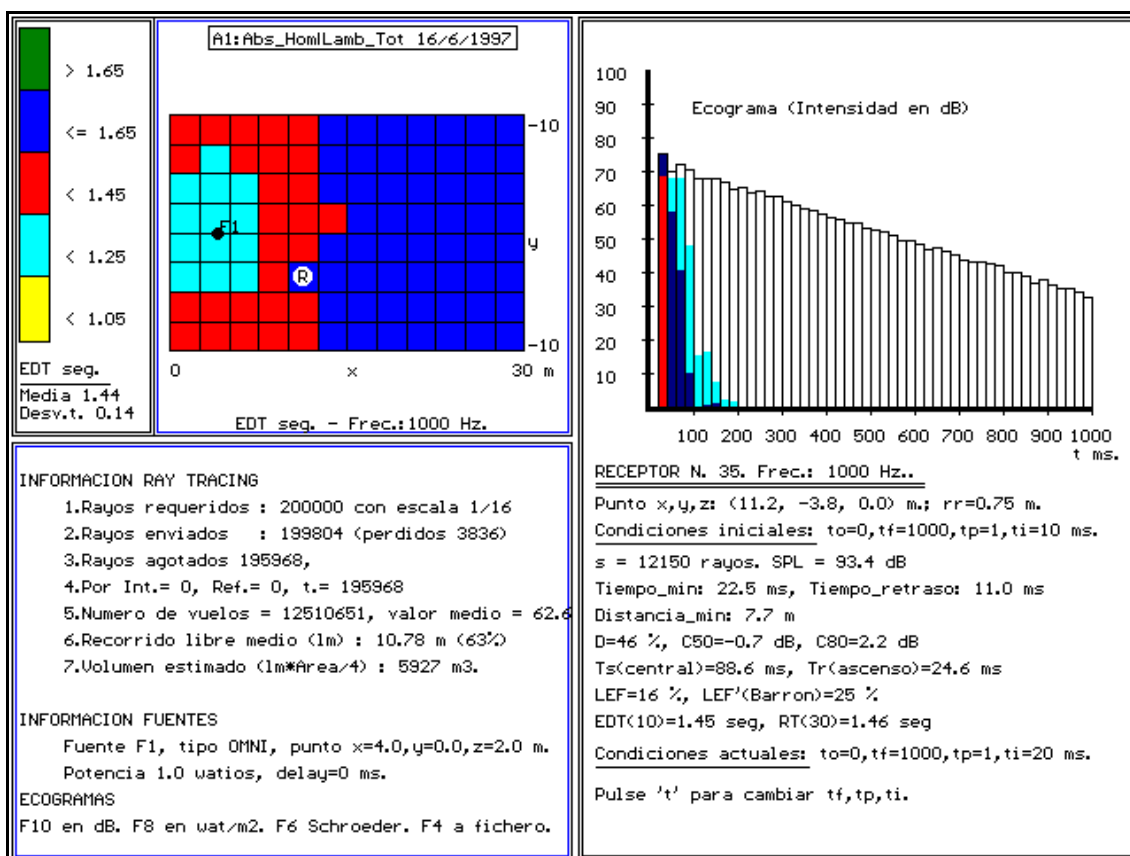 > 1.65
<= 1.65
< 1.45
< 1.25
< 1.05
EDT seg.
Media 1.44
Desv.t. 0.14
A1:Abs_HomlLamb_Tot 16/6/1997
F1
R
-10
y
-10
0 x 30 m
EDT seg. - Frec.:1000 Hz.
100
90
80
70
60
50
40
30
20
10
Ecograma (Intensidad en dB)
100 200 300 400 500 600 700 800 900 1000
t ms.
INFORMACION RAY TRACING
1.Rayos requeridos : 200000 con escala 1/16
2.Rayos enviados : 199804 (perdidos 3836)
3.Rayos agotados 195968,
4.Por Int.= 0, Ref.= 0, t.= 195968
5.Numero de vuelos = 12510651, valor medio = 62.6
6.Recorrido libre medio (lm) : 10.78 m (63%)
7.Volumen estimado (lm*Area/4) : 5927 m3.
INFORMACION FUENTES
Fuente F1, tipo OMNI, punto x=4.0,y=0.0,z=2.0 m.
Potencia 1.0 watios, delay=0 ms.
ECOGRAMAS
F10 en dB. F8 en wat/m2. F6 Schroeder. F4 a fichero.
RECEPTOR N. 35. Frec.: 1000 Hz..
Punto x,y,z: (11.2, -3.8, 0.0) m.; rr=0.75 m.
Condiciones iniciales: to=0,tf=1000,tp=1,ti=10 ms.
s = 12150 rayos. SPL = 93.4 dB
Tiempo_min: 22.5 ms, Tiempo_retraso: 11.0 ms
Distancia_min: 7.7 m
D=46 %, C50=-0.7 dB, C80=2.2 dB
Ts(central)=88.6 ms, Tr(ascenso)=24.6 ms
LEF=16 %, LEF'(Barron)=25 %
EDT(10)=1.45 seg, RT(30)=1.46 seg
Condiciones actuales: to=0,tf=1000,tp=1,ti=20 ms.
Pulse 't' para cambiar tf,tp,ti.